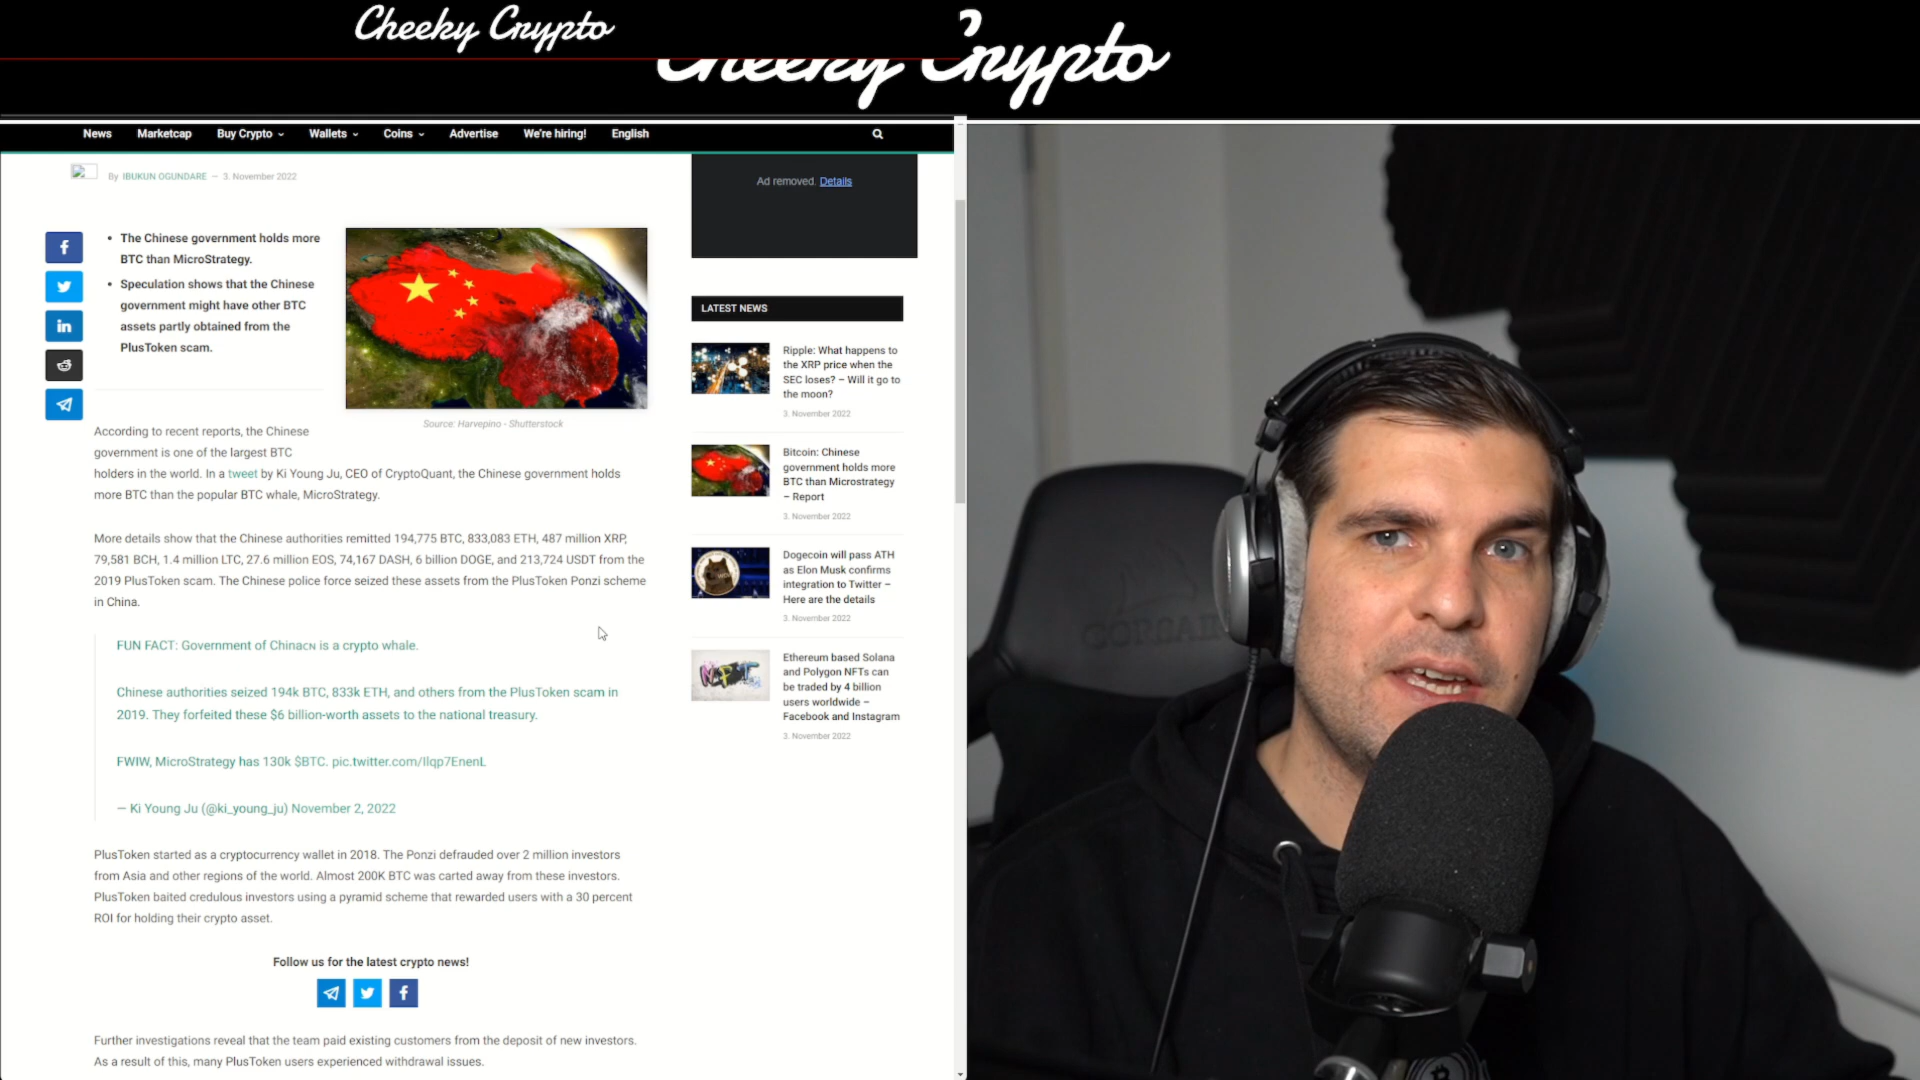 Cheeky Crypto
Cheeky Crypto
News Marketcap Buy Crypto Wallets Coins Advertise We're hiring! English
By IBUKUN OGUNDARE — 3. November 2022
• The Chinese government holds more
BTC than MicroStrategy.
• Speculation shows that the Chinese
government might have other BTC
assets partly obtained from the
PlusToken scam.
Source: Harvepino - Shutterstock
According to recent reports, the Chinese
government is one of the largest BTC
holders in the world. In a tweet by Ki Young Ju, CEO of CryptoQuant, the Chinese government holds
more BTC than the popular BTC whale, MicroStrategy.
More details show that the Chinese authorities remitted 194,775 BTC, 833,083 ETH, 487 million XRP,
79,581 BCH, 1.4 million LTC, 27.6 million EOS, 74,167 DASH, 6 billion DOGE, and 213,724 USDT from the
2019 PlusToken scam. The Chinese police force seized these assets from the PlusToken Ponzi scheme
in China.
FUN FACT: Government of China🇨🇳 is a crypto whale.
Chinese authorities seized 194k BTC, 833k ETH, and others from the PlusToken scam in
2019. They forfeited these $6 billion-worth assets to the national treasury.
FWIW, MicroStrategy has 130k $BTC. pic.twitter.com/Ilqp7EnenL
— Ki Young Ju (@ki_young_ju) November 2, 2022
PlusToken started as a cryptocurrency wallet in 2018. The Ponzi defrauded over 2 million investors
from Asia and other regions of the world. Almost 200K BTC was carted away from these investors.
PlusToken baited credulous investors using a pyramid scheme that rewarded users with a 30 percent
ROI for holding their crypto asset.
Follow us for the latest crypto news!
Further investigations reveal that the team paid existing customers from the deposit of new investors.
As a result of this, many PlusToken users experienced withdrawal issues.
Ad removed. Details
LATEST NEWS
Ripple: What happens to
the XRP price when the
SEC loses? – Will it go to
the moon?
3. November 2022
Bitcoin: Chinese
government holds more
BTC than Microstrategy
– Report
3. November 2022
Dogecoin will pass ATH
as Elon Musk confirms
integration to Twitter –
Here are the details
3. November 2022
NFT
Ethereum based Solana
and Polygon NFTs can
be traded by 4 billion
users worldwide –
Facebook and Instagram
3. November 2022
CORSAIR